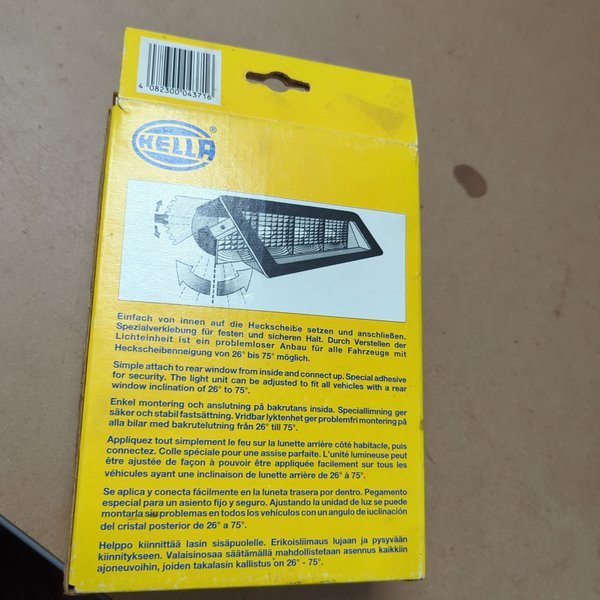 4 082300 043716
HELLA®
Einfach von innen auf die Heckscheibe setzen und anschließen.
Spezialverklebung für festen und sicheren Halt. Durch Verstellen der
Lichteinheit ist ein problemloser Anbau für alle Fahrzeuge mit
Heckscheibenneigung von 26° bis 75° möglich.
Simple attach to rear window from inside and connect up. Special adhesive
for security. The light unit can be adjusted to fit all vehicles with a rear
window inclination of 26° to 75°.
Enkel montering och anslutning på bakrutans insida. Speciallimning ger
säker och stabil fastsättning. Vridbar lyktenhet ger problemfri montering på
alla bilar med bakrutelutning från 26° till 75°.
Appliquez tout simplement le feu sur la lunette arrière côté habitacle, puis
connectez. Colle spéciale pour une assise parfaite. L'unité lumineuse peut
être ajustée de façon à pouvoir être appliquée facilement sur tous les
véhicules ayant une inclinaison de lunette arrière de 26° à 75°.
Se aplica y conecta fácilmente en la luneta trasera por dentro. Pegamento
especial para un asiento fijo y seguro. Ajustando la unidad de luz se puede
montarla sin problemas en todos los vehículos con un angulo de iuclinación
del cristal posterior de 26° a 75°.
Helppo kiinnittää lasin sisäpuolelle. Erikoisliimaus lujaan ja pysyvään
kiinnitykseen. Valaisinosaa säätämällä mahdollistetaan asennus kaikkiin
ajoneuvoihin, joiden takalasin kallistus on 26° - 75°.